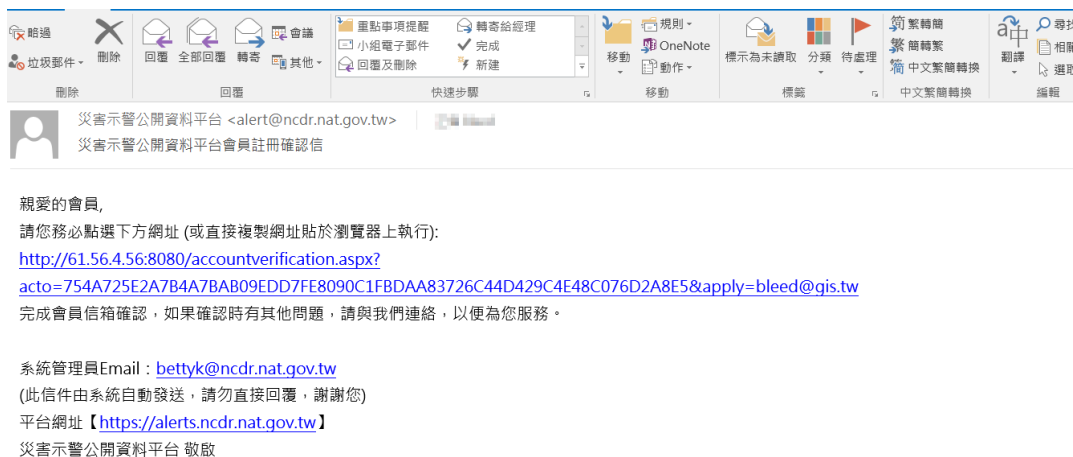 略過
垃圾郵件
刪除
刪除
回覆
全部回覆
轉寄
會議
其他
回覆
重點事項提醒
小組電子郵件
回覆及刪除
轉寄給經理
完成
新建
快速步驟
移動
規則
OneNote
動作
移動
標示為未讀取
分類
待處理
標籤
繁轉簡
簡轉繁
中文繁簡轉換
中文繁簡轉換
翻譯
編輯
災害示警公開資料平台 <alert@ncdr.nat.gov.tw>
災害示警公開資料平台會員註冊確認信
親愛的會員,
請您務必點選下方網址 (或直接複製網址貼於瀏覽器上執行):
http://61.56.4.56:8080/accountverification.aspx?
acto=754A725E2A7B4A7BAB09EDD7FE8090C1FBDAA83726C44D429C4E48C076D2A8E5&apply=bleed@gis.tw
完成會員信箱確認，如果確認時有其他問題，請與我們連絡，以便為您服務。
系統管理員Email：bettyk@ncdr.nat.gov.tw
(此信件由系統自動發送，請勿直接回覆，謝謝您)
平台網址【https://alerts.ncdr.nat.gov.tw】
災害示警公開資料平台 敬啟